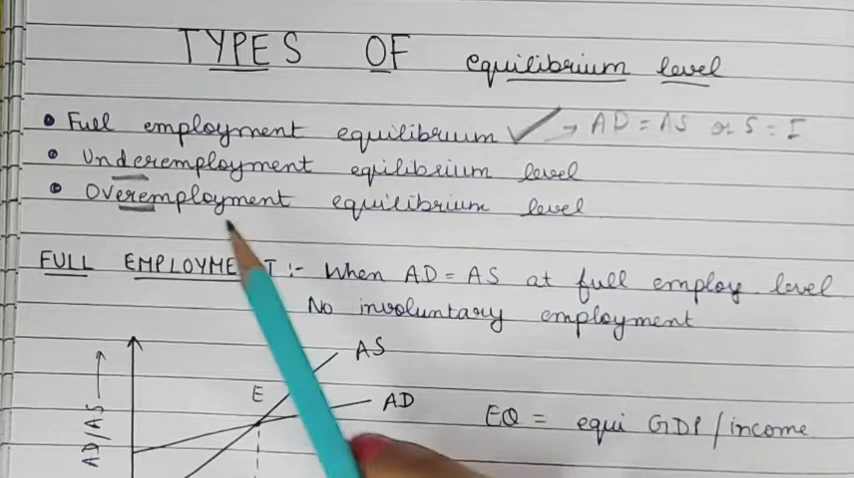 TYPES OF equilibrium level
• Full employment equilibrium ✓ → AD = AS or S = I
• Underemployment equilibrium level
• Overemployment equilibrium level
FULL EMPLOYMENT :- When AD = AS at full employ level
No involuntary employment
AS
E
AD
AD/AS →
EQ = equi GDP/income